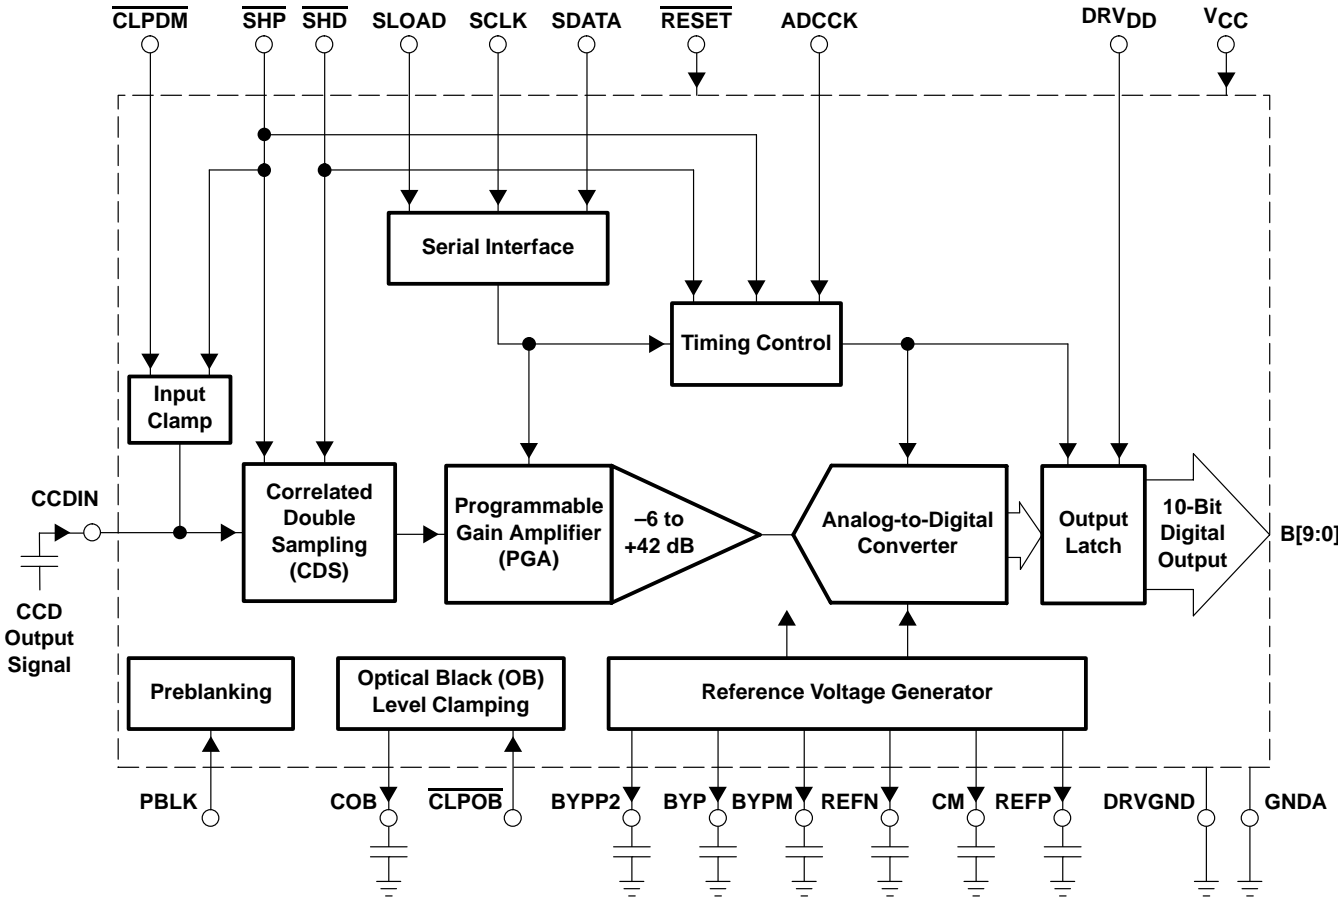 CLPDM SHP SHD SLOAD SCLK SDATA RESET ADCCK DRVDD VCC
Serial Interface
Timing Control
Input
Clamp
CCDIN
CCD
Output
Signal
Correlated
Double
Sampling
(CDS)
Programmable
Gain Amplifier
(PGA)
–6 to
+42 dB
Analog-to-Digital
Converter
Output
Latch
10-Bit
Digital
Output
B[9:0]
Preblanking
Optical Black (OB)
Level Clamping
Reference Voltage Generator
PBLK COB CLPOB BYPP2 BYP BYPM REFN CM REFP DRVGND GNDA